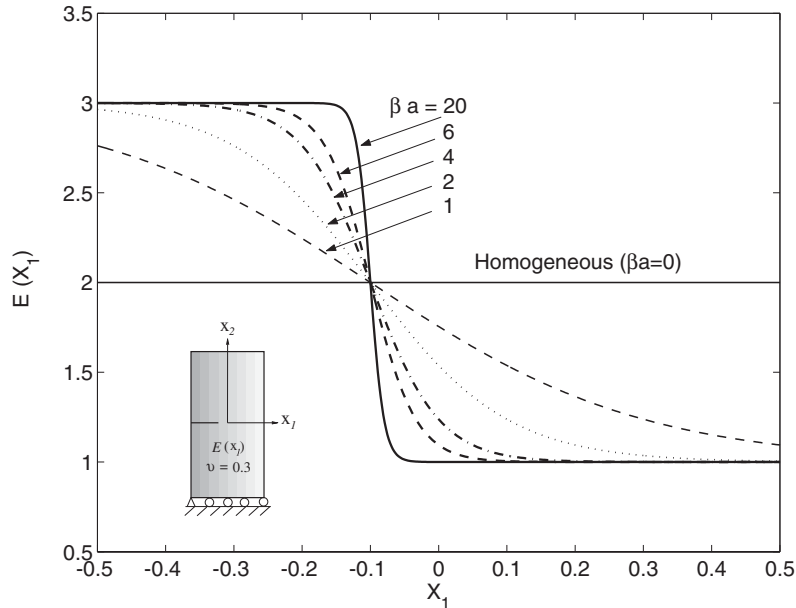 3.5
3
2.5
2
1.5
1
0.5
E (X₁)
β a = 20
6
4
2
1
Homogeneous (βa=0)
x₂
x₁
E(x₁)
υ = 0.3
-0.5 -0.4 -0.3 -0.2 -0.1 0 0.1 0.2 0.3 0.4 0.5
X₁